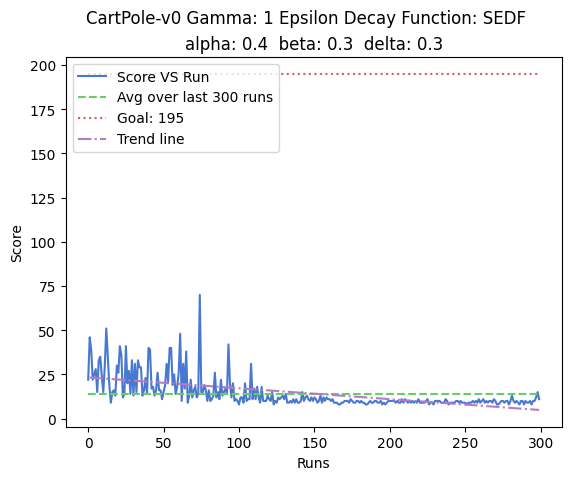 CartPole-v0 Gamma: 1 Epsilon Decay Function: SEDF
alpha: 0.4  beta: 0.3  delta: 0.3
Score VS Run
Avg over last 300 runs
Goal: 195
Trend line
Score
200
175
150
125
100
75
50
25
0
0 50 100 150 200 250 300
Runs